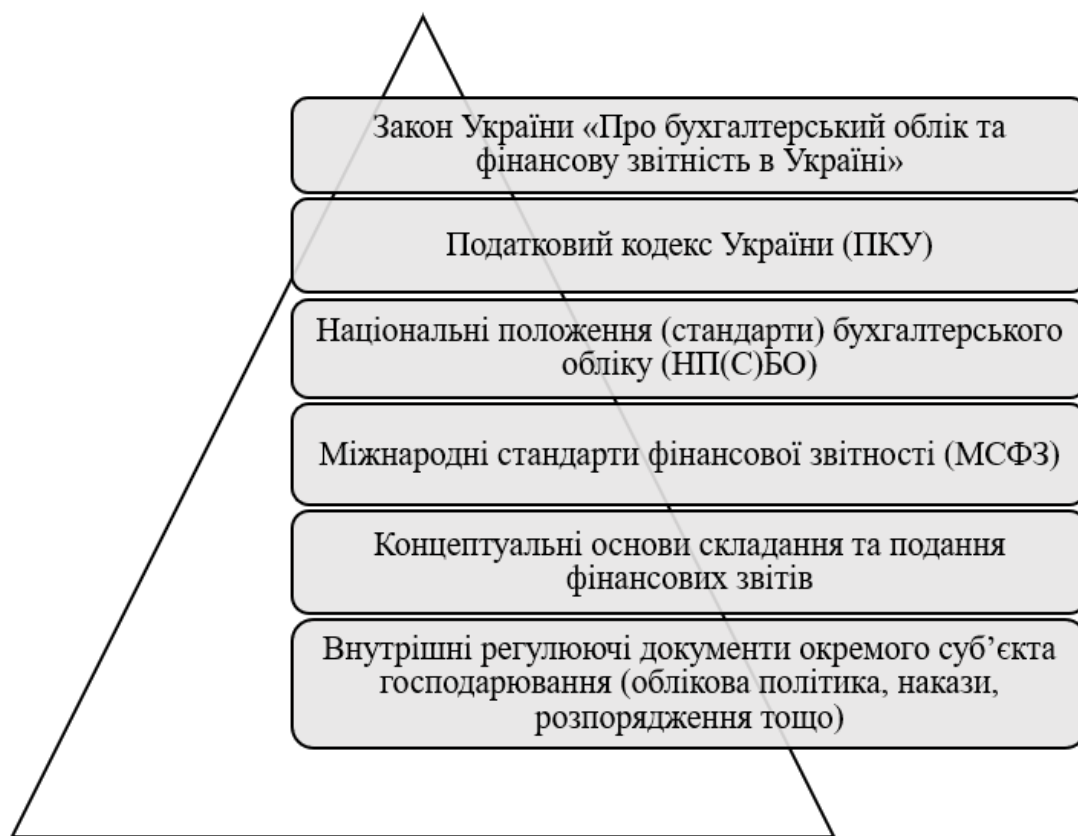 Закон України «Про бухгалтерський облік та
фінансову звітність в Україні»
Податковий кодекс України (ПКУ)
Національні положення (стандарти) бухгалтерського
обліку (НП(С)БО)
Міжнародні стандарти фінансової звітності (МСФЗ)
Концептуальні основи складання та подання
фінансових звітів
Внутрішні регулюючі документи окремого суб’єкта
господарювання (облікова політика, накази,
розпорядження тощо)